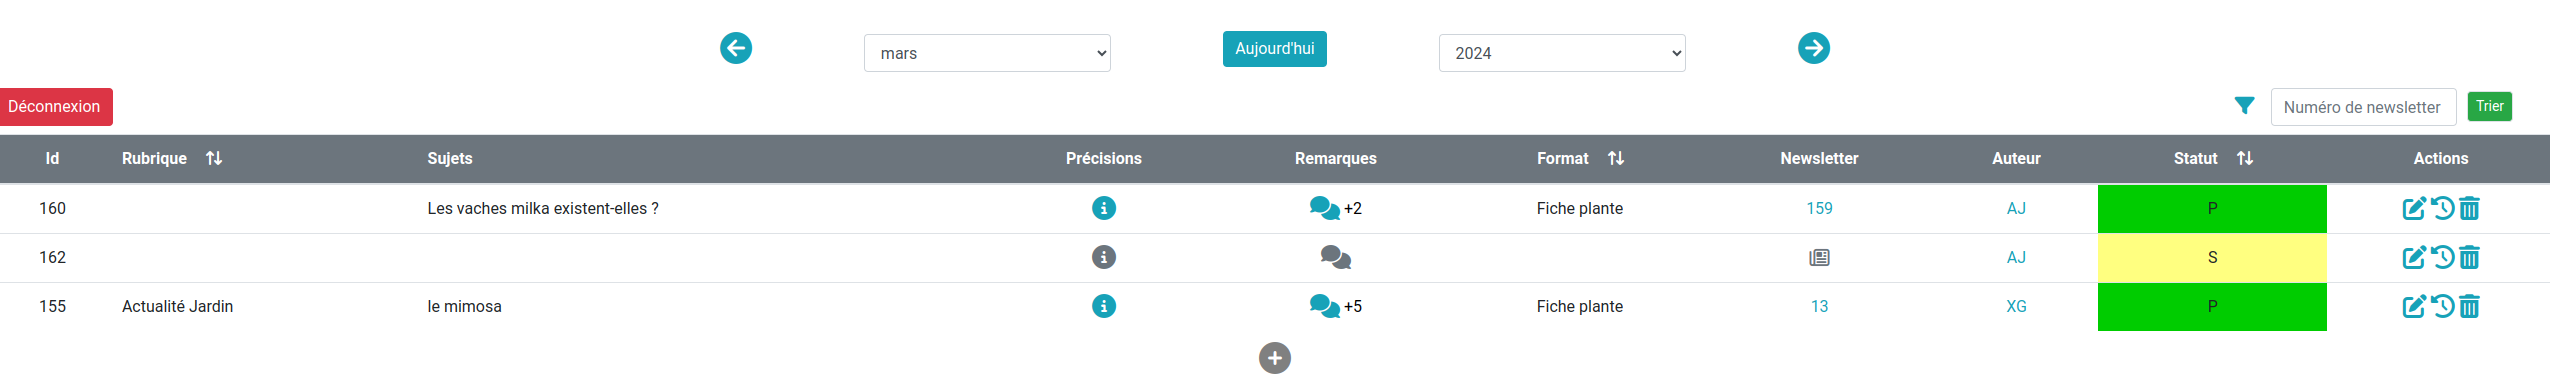 mars Aujourd'hui 2024
Déconnexion Numéro de newsletter Trier
Id Rubrique Sujets Précisions Remarques Format Newsletter Auteur Statut Actions
160 Les vaches milka existent-elles ? +2 Fiche plante 159 AJ P
162 AJ S
155 Actualité Jardin le mimosa +5 Fiche plante 13 XG P